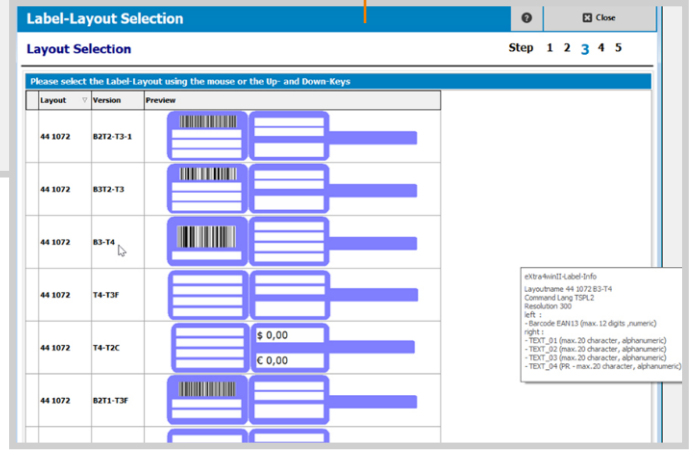 Label-Layout Selection
? Close
Layout Selection
Step 1 2 3 4 5
Please select the Label-Layout using the mouse or the Up- and Down-Keys
Layout Version Preview
44 1072 B2T2-T3-1
44 1072 B3T2-T3
44 1072 B3-T4
44 1072 T4-T3F
44 1072 T4-T2C
$ 0,00
€ 0,00
44 1072 B2T1-T3F
eXtra4winII-Label-Info
Layoutname 44 1072 B3-T4
Command Lang TSPL2
Resolution 300
left :
- Barcode EAN13 (max. 12 digits ,numeric)
right :
- TEXT_01 (max. 20 character, alphanumeric)
- TEXT_02 (max. 20 character, alphanumeric)
- TEXT_03 (max. 20 character, alphanumeric)
- TEXT_04 (PR - max. 20 character, alphanumeric)